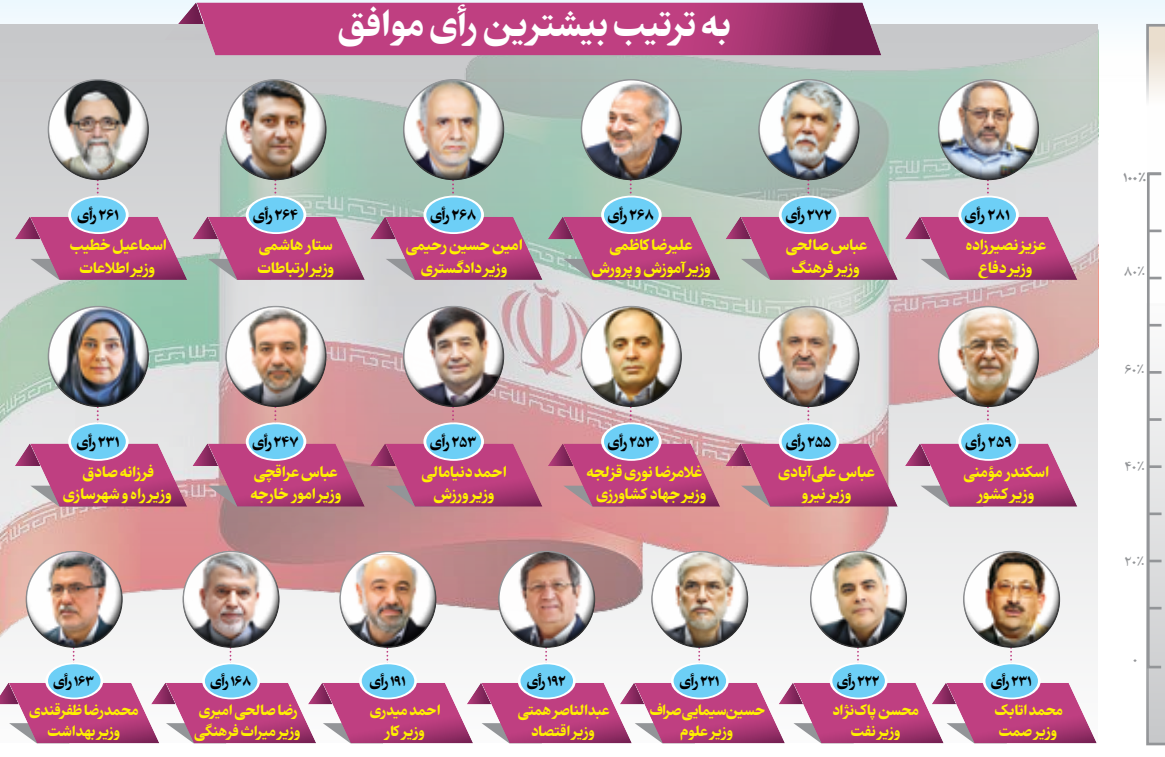 به ترتیب بیشترین رأی موافق
۲۸۱ رأی
عزیز نصیرزاده
وزیر دفاع
۲۷۲ رأی
عباس صالحی
وزیر فرهنگ
۲۶۸ رأی
علیرضا کاظمی
وزیر آموزش و پرورش
۲۶۸ رأی
امین حسین رحیمی
وزیر دادگستری
۲۶۴ رأی
ستار هاشمی
وزیر ارتباطات
۲۶۱ رأی
اسماعیل خطیب
وزیر اطلاعات
۲۵۹ رأی
اسکندر مؤمنی
وزیر کشور
۲۵۵ رأی
عباس علی‌آبادی
وزیر نیرو
۲۵۳ رأی
غلامرضا نوری قزلجه
وزیر جهاد کشاورزی
۲۵۳ رأی
احمد دنیامالی
وزیر ورزش
۲۴۷ رأی
عباس عراقچی
وزیر امور خارجه
۲۳۱ رأی
فرزانه صادق
وزیر راه و شهرسازی
۲۳۱ رأی
محمد اتابک
وزیر صمت
۲۲۲ رأی
محسن پاک‌نژاد
وزیر نفت
۲۲۱ رأی
حسین‌سیمایی‌صراف
وزیر علوم
۱۹۲ رأی
عبدالناصر همتی
وزیر اقتصاد
۱۹۱ رأی
احمد میدری
وزیر کار
۱۶۸ رأی
رضا صالحی امیری
وزیر میراث فرهنگی
۱۶۳ رأی
محمدرضا ظفرقندی
وزیر بهداشت
۱۰۰٪
۸۰٪
۶۰٪
۴۰٪
۲۰٪
۰